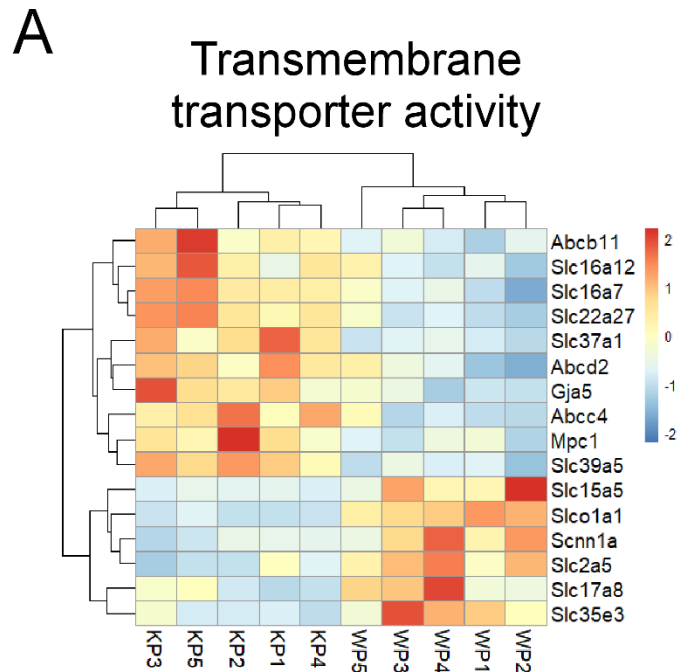 A
Transmembrane
transporter activity
Abcb11
Slc16a12
Slc16a7
Slc22a27
Slc37a1
Abcd2
Gja5
Abcc4
Mpc1
Slc39a5
Slc15a5
Slco1a1
Scnn1a
Slc2a5
Slc17a8
Slc35e3
2
1
0
-1
-2
KP3 KP5 KP2 KP1 KP4 WP5 WP3 WP4 WP1 WP2